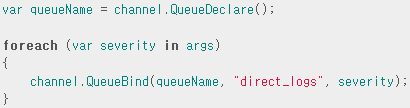 var queueName = channel.QueueDeclare();
foreach (var severity in args)
{
channel.QueueBind(queueName, "direct_logs", severity);
}